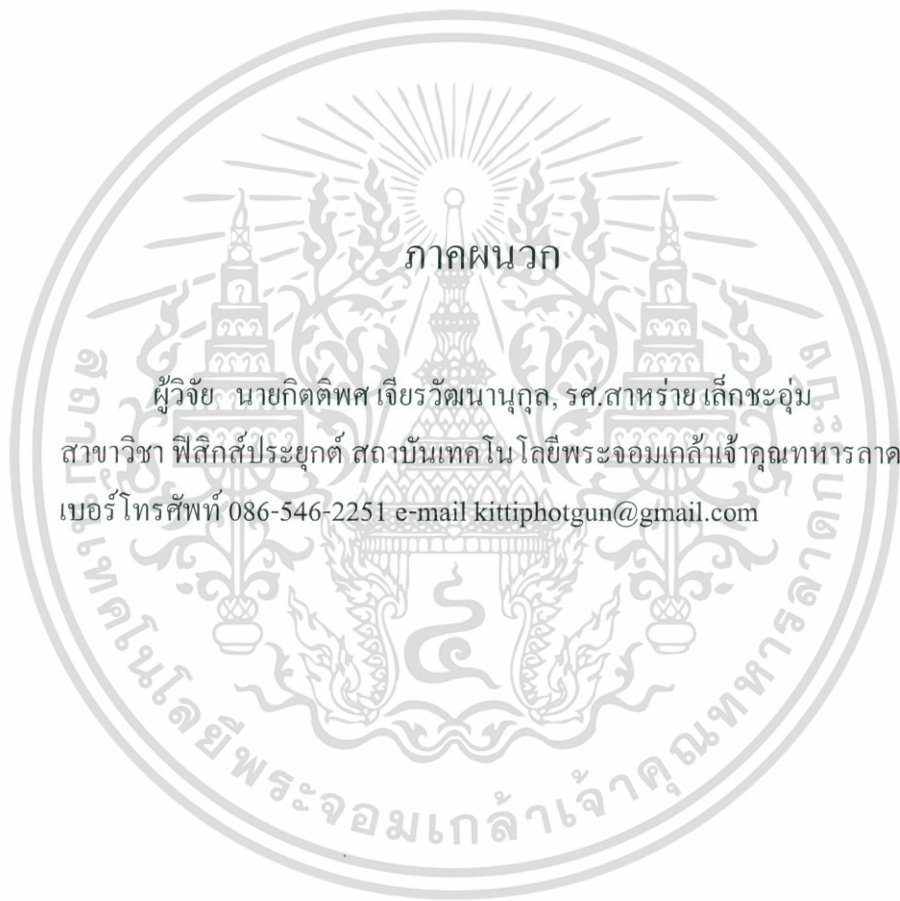 ภาคผนวก
ผู้วิจัย นายกิตติพศ เจียรวัฒนานุกุล, รศ.สาหร่าย เล็กชะอุ่ม
สาขาวิชา ฟิสิกส์ประยุกต์ สถาบันเทคโนโลยีพระจอมเกล้าเจ้าคุณทหารลาด
เบอร์โทรศัพท์ 086-546-2251 e-mail kittiphotgun@gmail.com
สถาบันเทคโนโลยีพระจอมเกล้าเจ้าคุณทหารลาดกระบัง
๔